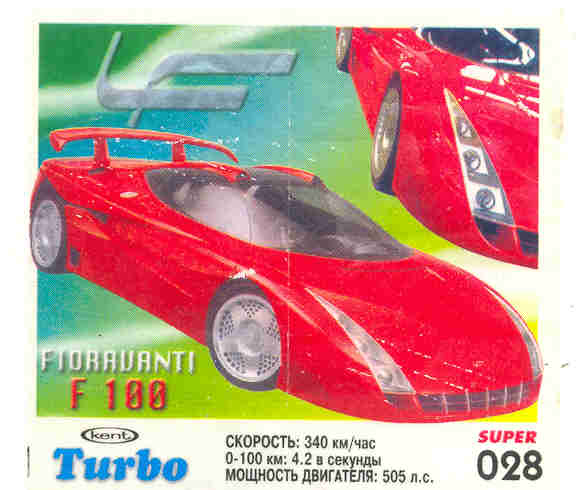 FIORAVANTI
F 100
kent
Turbo
СКОРОСТЬ: 340 км/час
0-100 км: 4.2 в секунды
МОЩНОСТЬ ДВИГАТЕЛЯ: 505 л.с.
SUPER
028